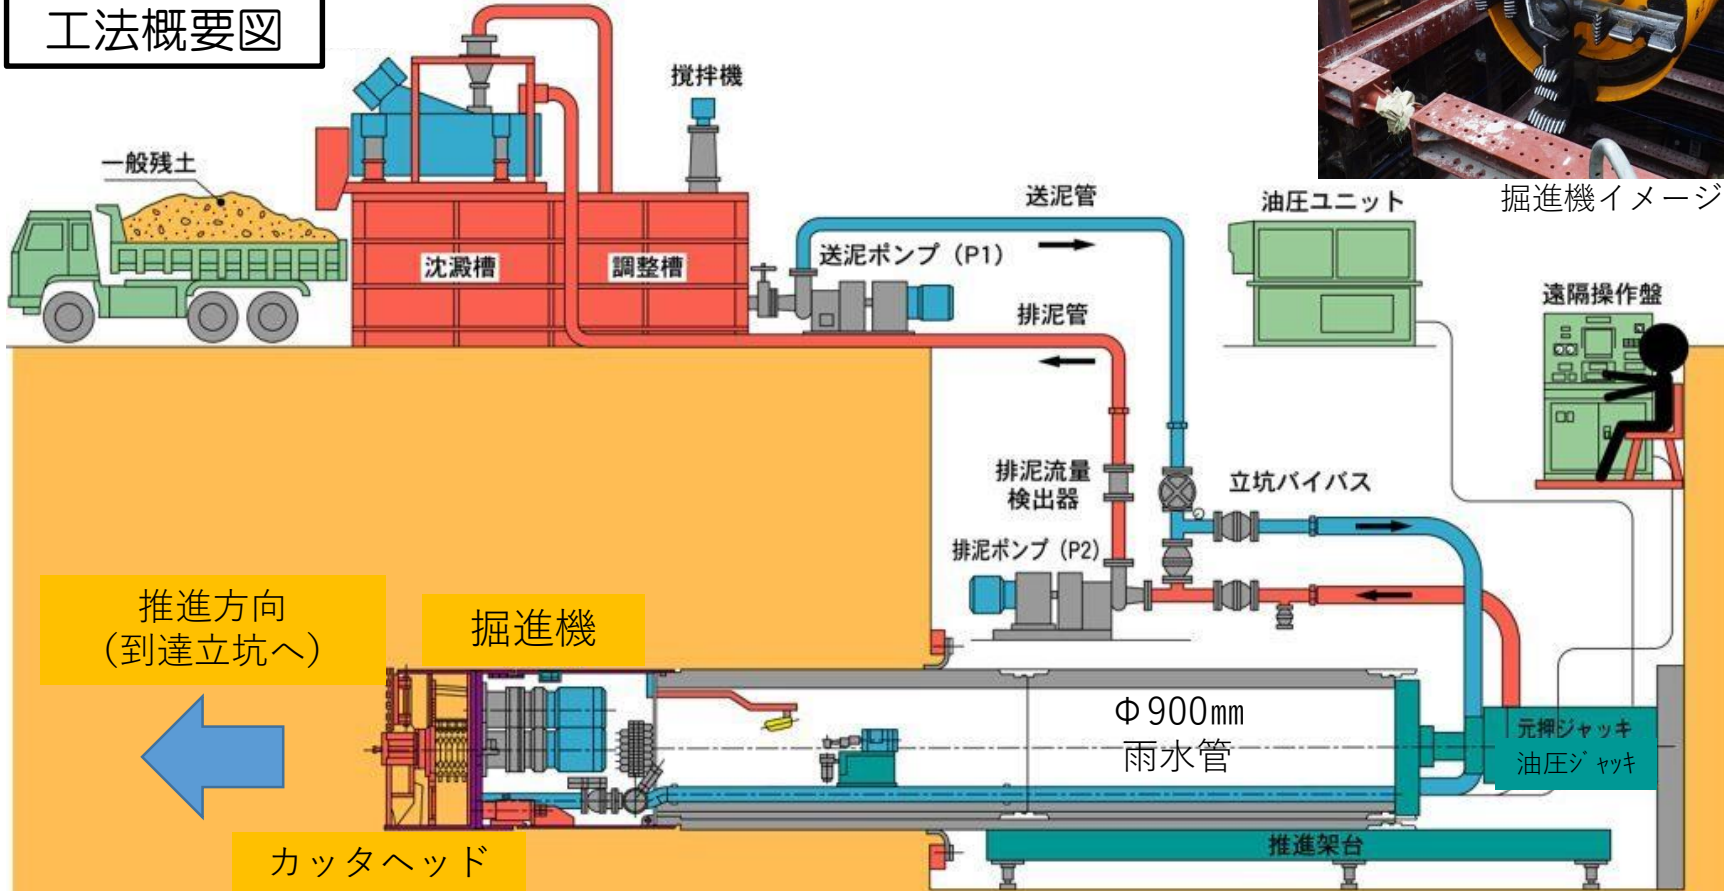 工法概要図
撹拌機
一般残土
沈澱槽
調整槽
送泥管
送泥ポンプ（P1）
排泥管
油圧ユニット
掘進機イメージ
遠隔操作盤
排泥流量
検出器
立坑バイパス
排泥ポンプ（P2）
推進方向
（到達立坑へ）
掘進機
Φ900㎜
雨水管
元押ジャッキ
油圧ｼﾞｬｯｷ
カッタヘッド
推進架台